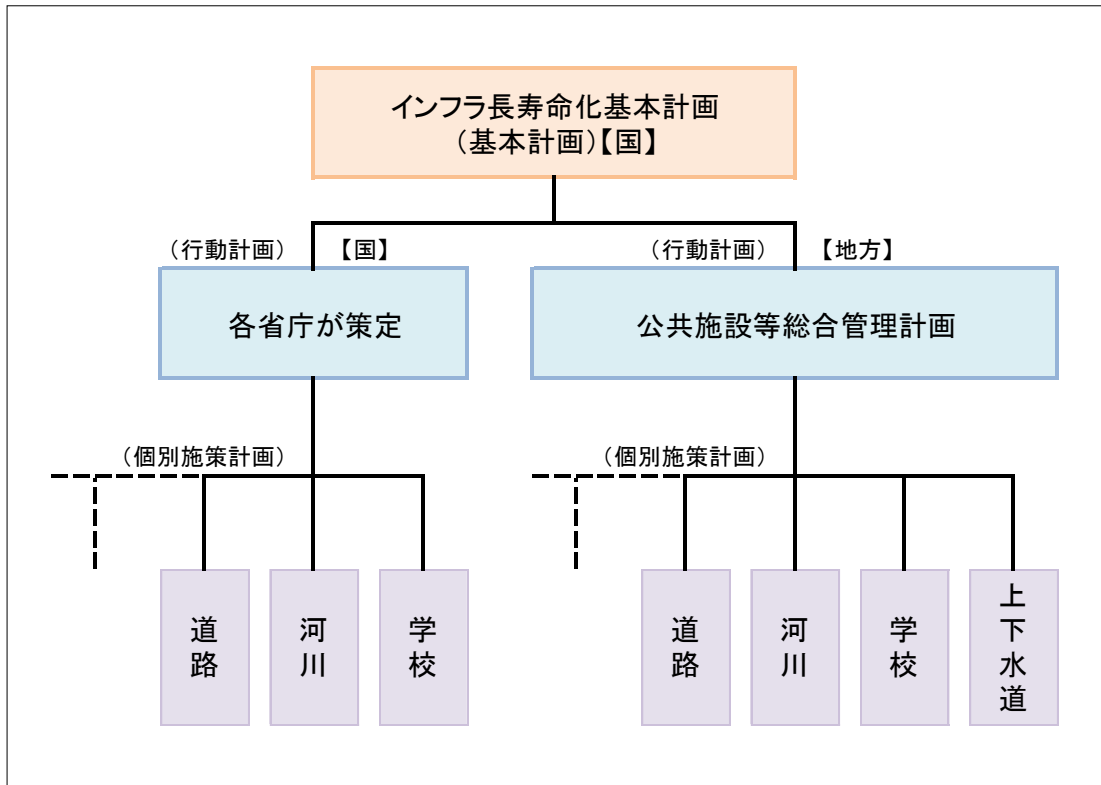 インフラ長寿命化基本計画
（基本計画）【国】
（行動計画） 【国】
（行動計画） 【地方】
各省庁が策定
公共施設等総合管理計画
（個別施策計画）
（個別施策計画）
道路
河川
学校
道路
河川
学校
上下水道